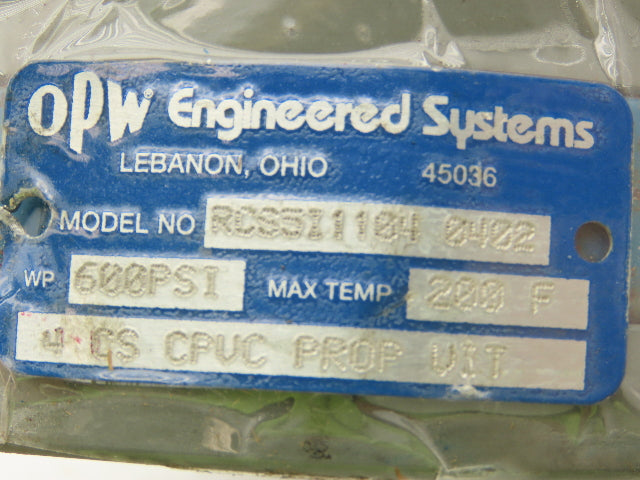 OPW Engineered Systems
LEBANON, OHIO 45036
MODEL NO RCSSI1104 0402
WP 600PSI MAX TEMP 200 F
4 CS CPVC PROP VIT